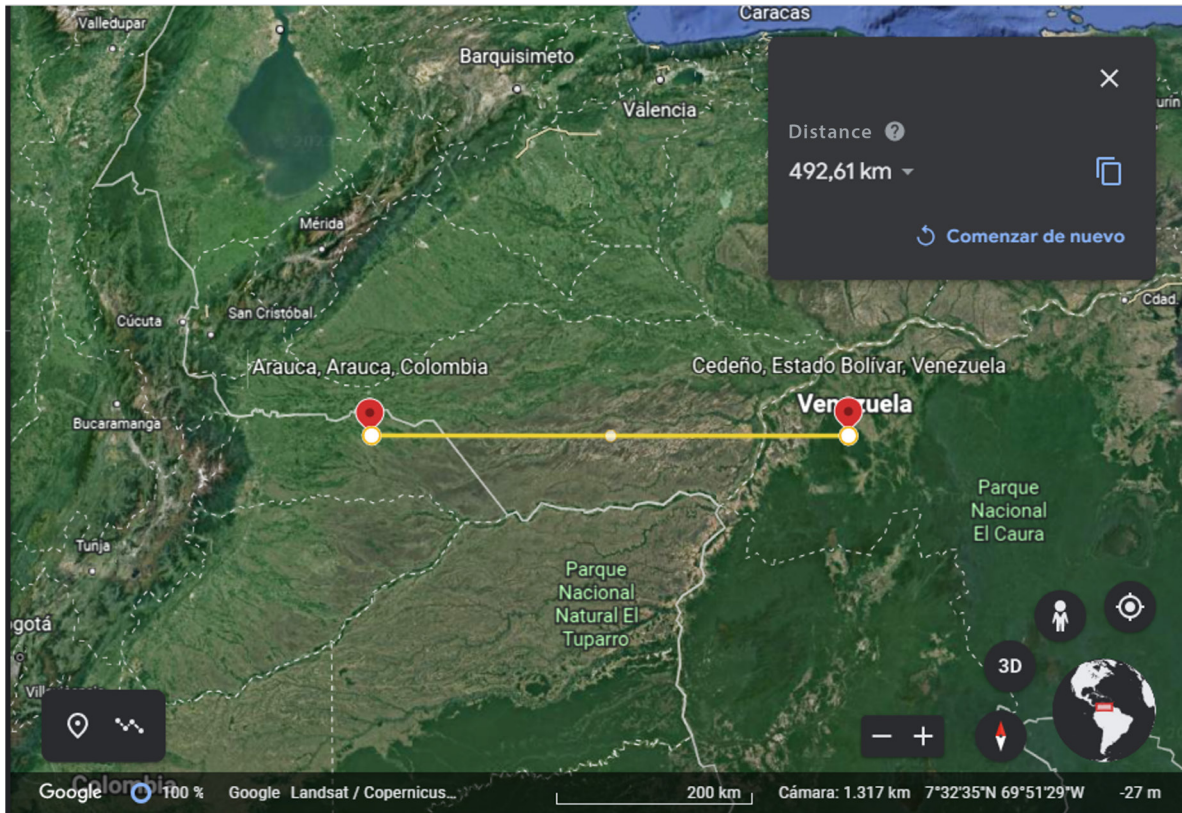 Caracas
Valledupar
Barquisimeto
Valencia
Distance ?
492,61 km
Comenzar de nuevo
Mérida
San Cristóbal
Cúcuta
Cdad.
Arauca, Arauca, Colombia
Cedeño, Estado Bolívar, Venezuela
Venezuela
Bucaramanga
Parque
Nacional
El Caura
Tunja
Parque
Nacional
Natural El
Tuparro
gotá
3D
Colombia
Google 100 % Google Landsat / Copernicus... 200 km Cámara: 1.317 km 7°32'35"N 69°51'29"W -27 m